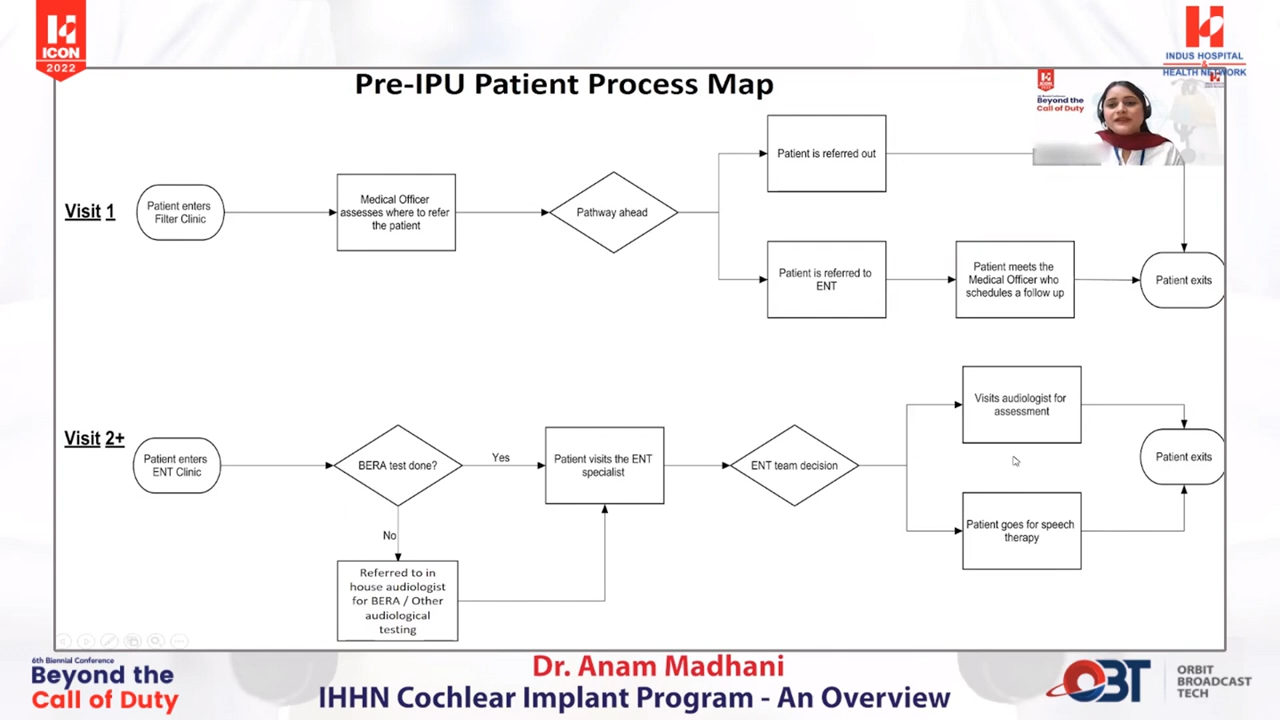 ICON
2022
INDUS HOSPITAL
&
HEALTH NETWORK
Pre-IPU Patient Process Map
Beyond the
Call of Duty
Visit 1
Patient enters
Filter Clinic
Medical Officer
assesses where to refer
the patient
Pathway ahead
Patient is referred out
Patient is referred to
ENT
Patient meets the
Medical Officer who
schedules a follow up
Patient exits
Visit 2+
Patient enters
ENT Clinic
BERA test done?
Yes
No
Referred to in
house audiologist
for BERA / Other
audiological
testing
Patient visits the ENT
specialist
ENT team decision
Visits audiologist for
assessment
Patient goes for speech
therapy
Patient exits
6th Biennial Conference
Beyond the
Call of Duty
Dr. Anam Madhani
IHHN Cochlear Implant Program - An Overview
OBT
ORBIT
BROADCAST
TECH